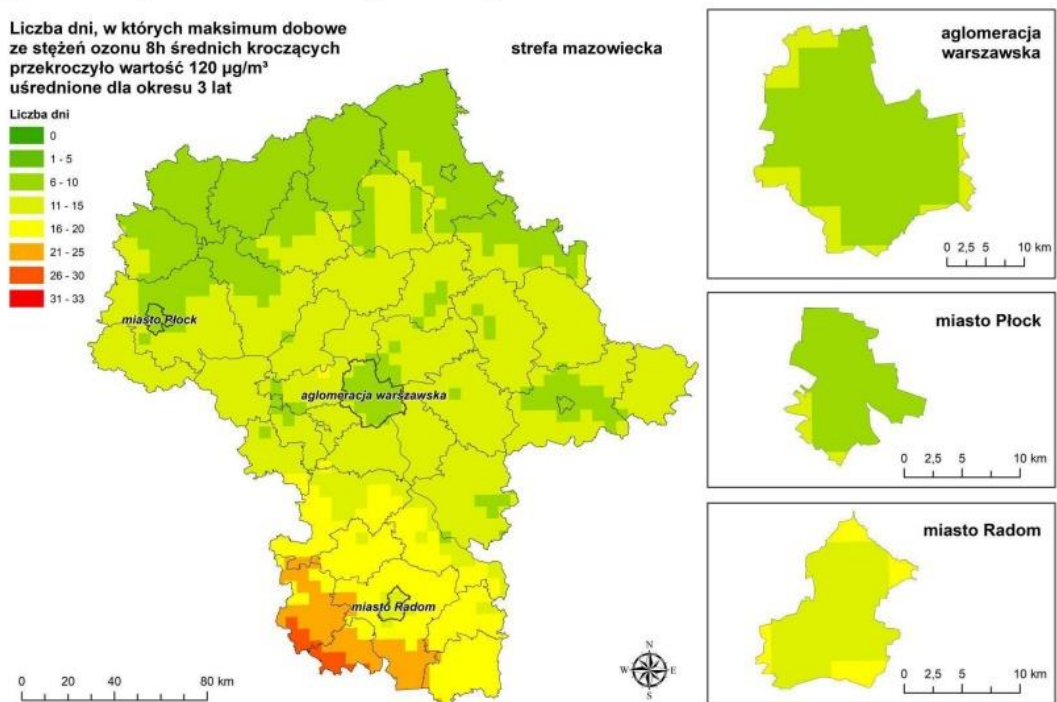 Liczba dni, w których maksimum dobowe
ze stężeń ozonu 8h średnich kroczących
przekroczyło wartość 120 µg/m³
uśrednione dla okresu 3 lat
Liczba dni
0
1 - 5
6 - 10
11 - 15
16 - 20
21 - 25
26 - 30
31 - 33
strefa mazowiecka
miasto Płock
aglomeracja warszawska
miasto Radom
0 20 40 80 km
N
W E
S
aglomeracja
warszawska
0 2,5 5 10 km
miasto Płock
0 2,5 5 10 km
miasto Radom
0 2,5 5 10 km